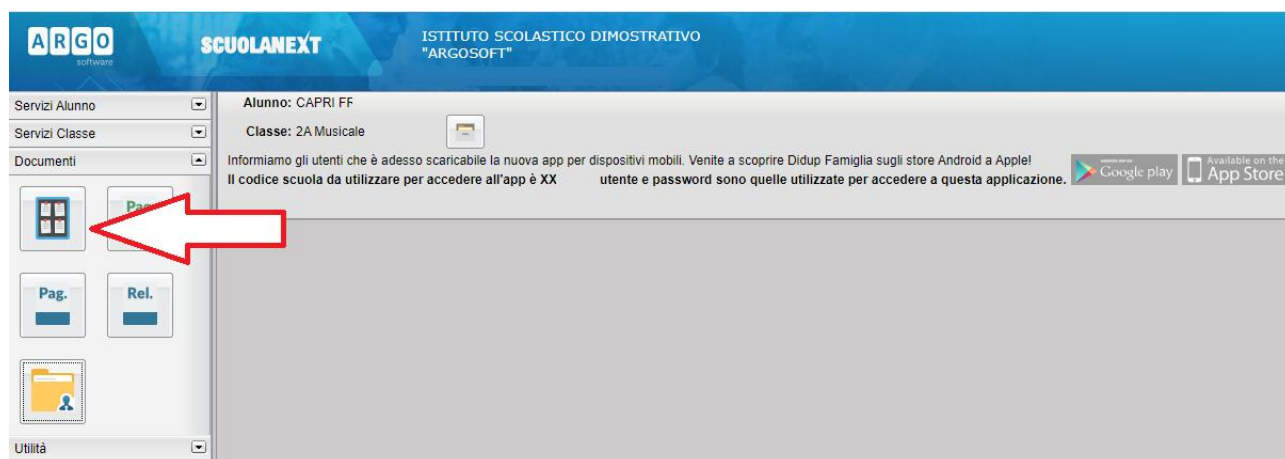 ARGO
software
SCUOLANEXT
ISTITUTO SCOLASTICO DIMOSTRATIVO
"ARGOSOFT"
Servizi Alunno
Servizi Classe
Documenti
Pag.
Rel.
Utilità
Alunno: CAPRI FF
Classe: 2A Musicale
Informiamo gli utenti che è adesso scaricabile la nuova app per dispositivi mobili. Venite a scoprire Didup Famiglia sugli store Android a Apple!
Il codice scuola da utilizzare per accedere all'app è XX utente e password sono quelle utilizzate per accedere a questa applicazione.
Google play
Available on the
App Store